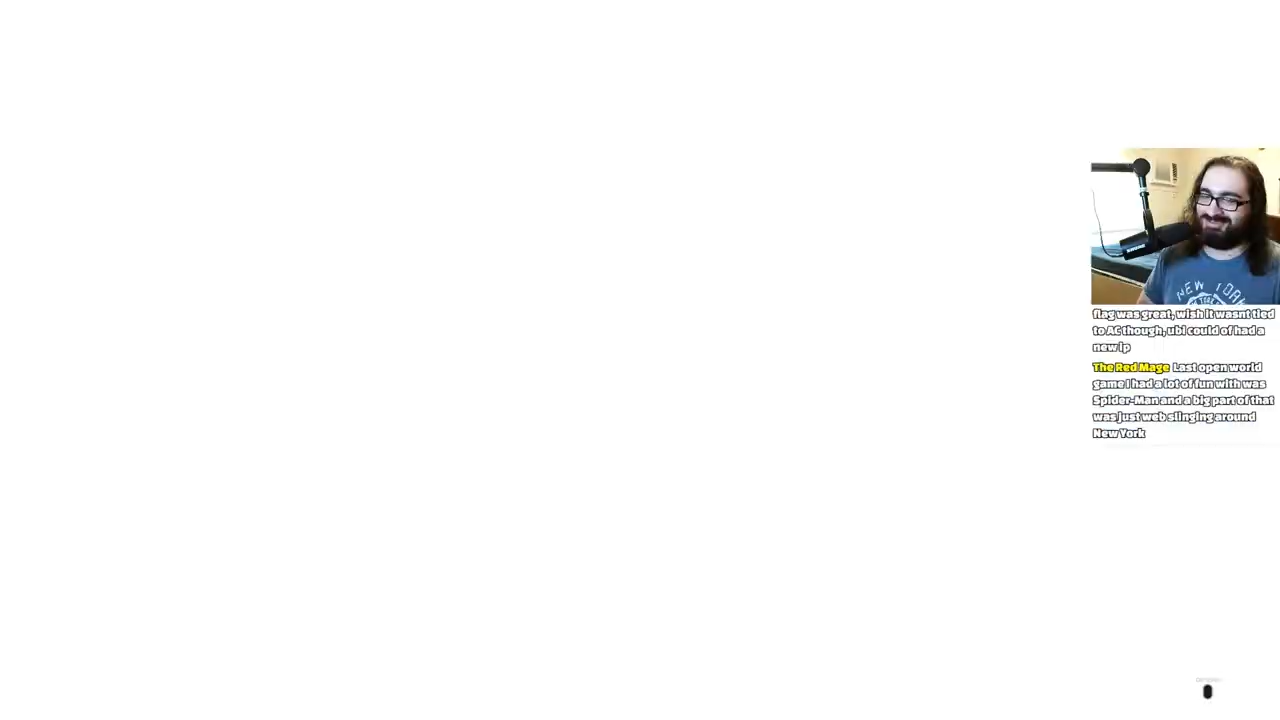 NEW YORK
flag was great, wish it wasnt tied
to AC though, ubi could of had a
new ip
The Red Mage Last open world
game I had a lot of fun with was
Spider-Man and a big part of that
was just web slinging around
New York